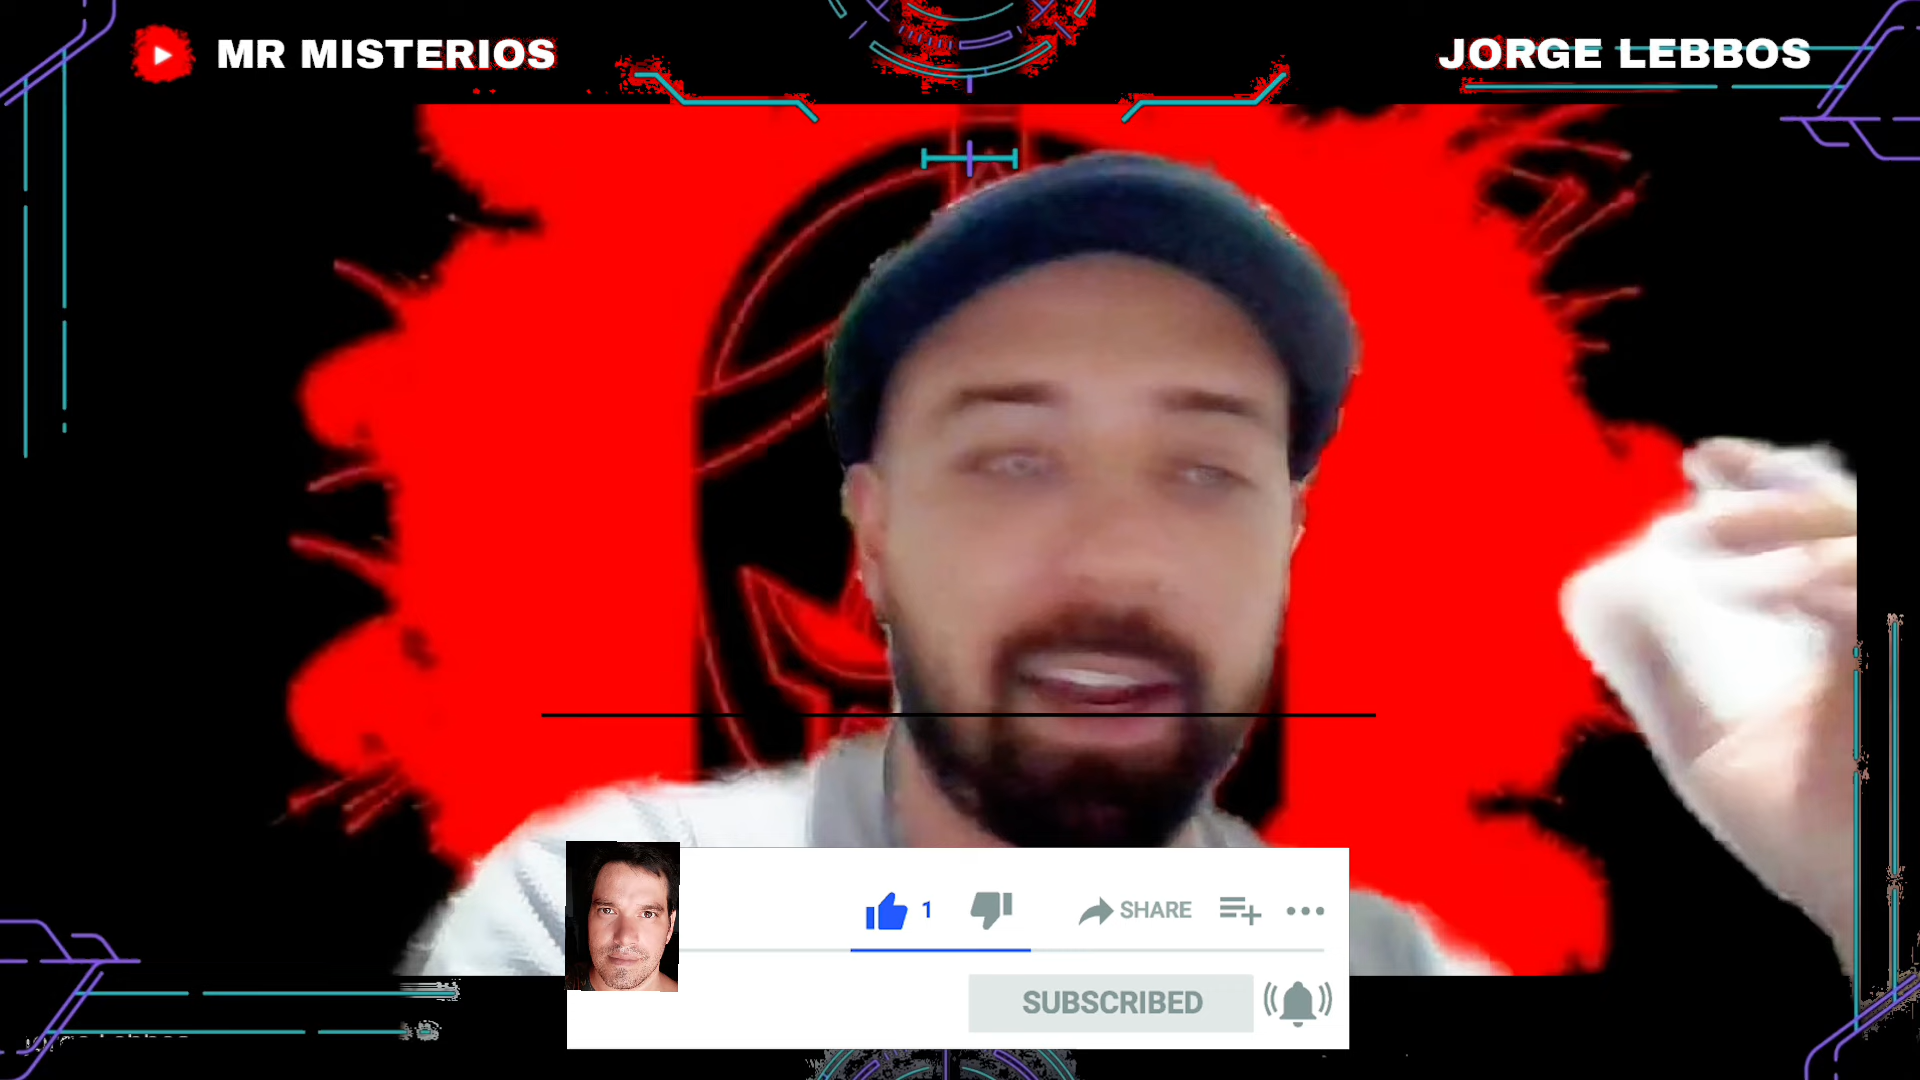 MR MISTERIOS
JORGE LEBBOS
1
SHARE
SUBSCRIBED